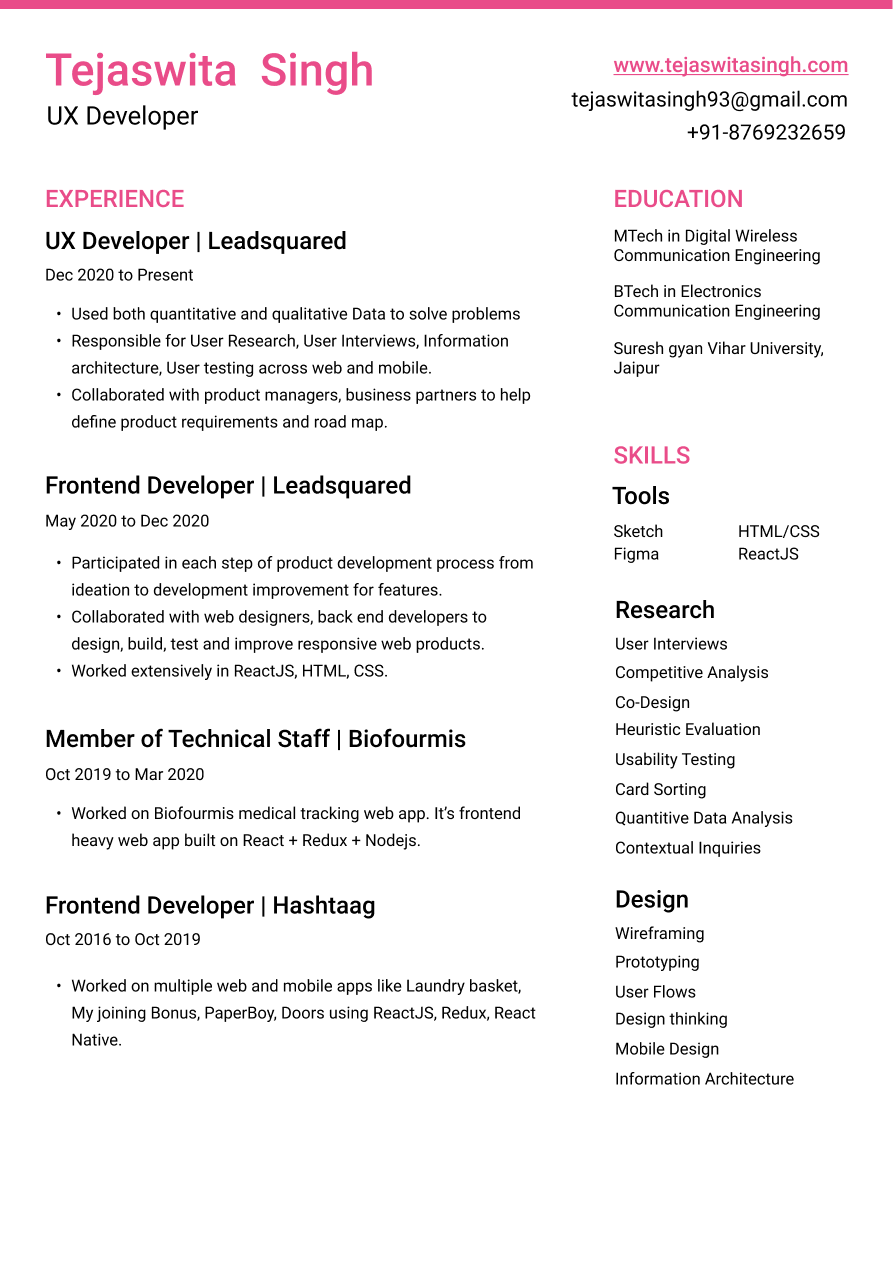 Tejaswita Singh
UX Developer
www.tejaswitasingh.com
tejaswitasingh93@gmail.com
+91-8769232659
EXPERIENCE
UX Developer | Leadsquared
Dec 2020 to Present
• Used both quantitative and qualitative Data to solve problems
• Responsible for User Research, User Interviews, Information
architecture, User testing across web and mobile.
• Collaborated with product managers, business partners to help
define product requirements and road map.
Frontend Developer | Leadsquared
May 2020 to Dec 2020
• Participated in each step of product development process from
ideation to development improvement for features.
• Collaborated with web designers, back end developers to
design, build, test and improve responsive web products.
• Worked extensively in ReactJS, HTML, CSS.
Member of Technical Staff | Biofourmis
Oct 2019 to Mar 2020
• Worked on Biofourmis medical tracking web app. It’s frontend
heavy web app built on React + Redux + Nodejs.
Frontend Developer | Hashtaag
Oct 2016 to Oct 2019
• Worked on multiple web and mobile apps like Laundry basket,
My joining Bonus, PaperBoy, Doors using ReactJS, Redux, React
Native.
EDUCATION
MTech in Digital Wireless
Communication Engineering
BTech in Electronics
Communication Engineering
Suresh gyan Vihar University,
Jaipur
SKILLS
Tools
Sketch HTML/CSS
Figma ReactJS
Research
User Interviews
Competitive Analysis
Co-Design
Heuristic Evaluation
Usability Testing
Card Sorting
Quantitive Data Analysis
Contextual Inquiries
Design
Wireframing
Prototyping
User Flows
Design thinking
Mobile Design
Information Architecture